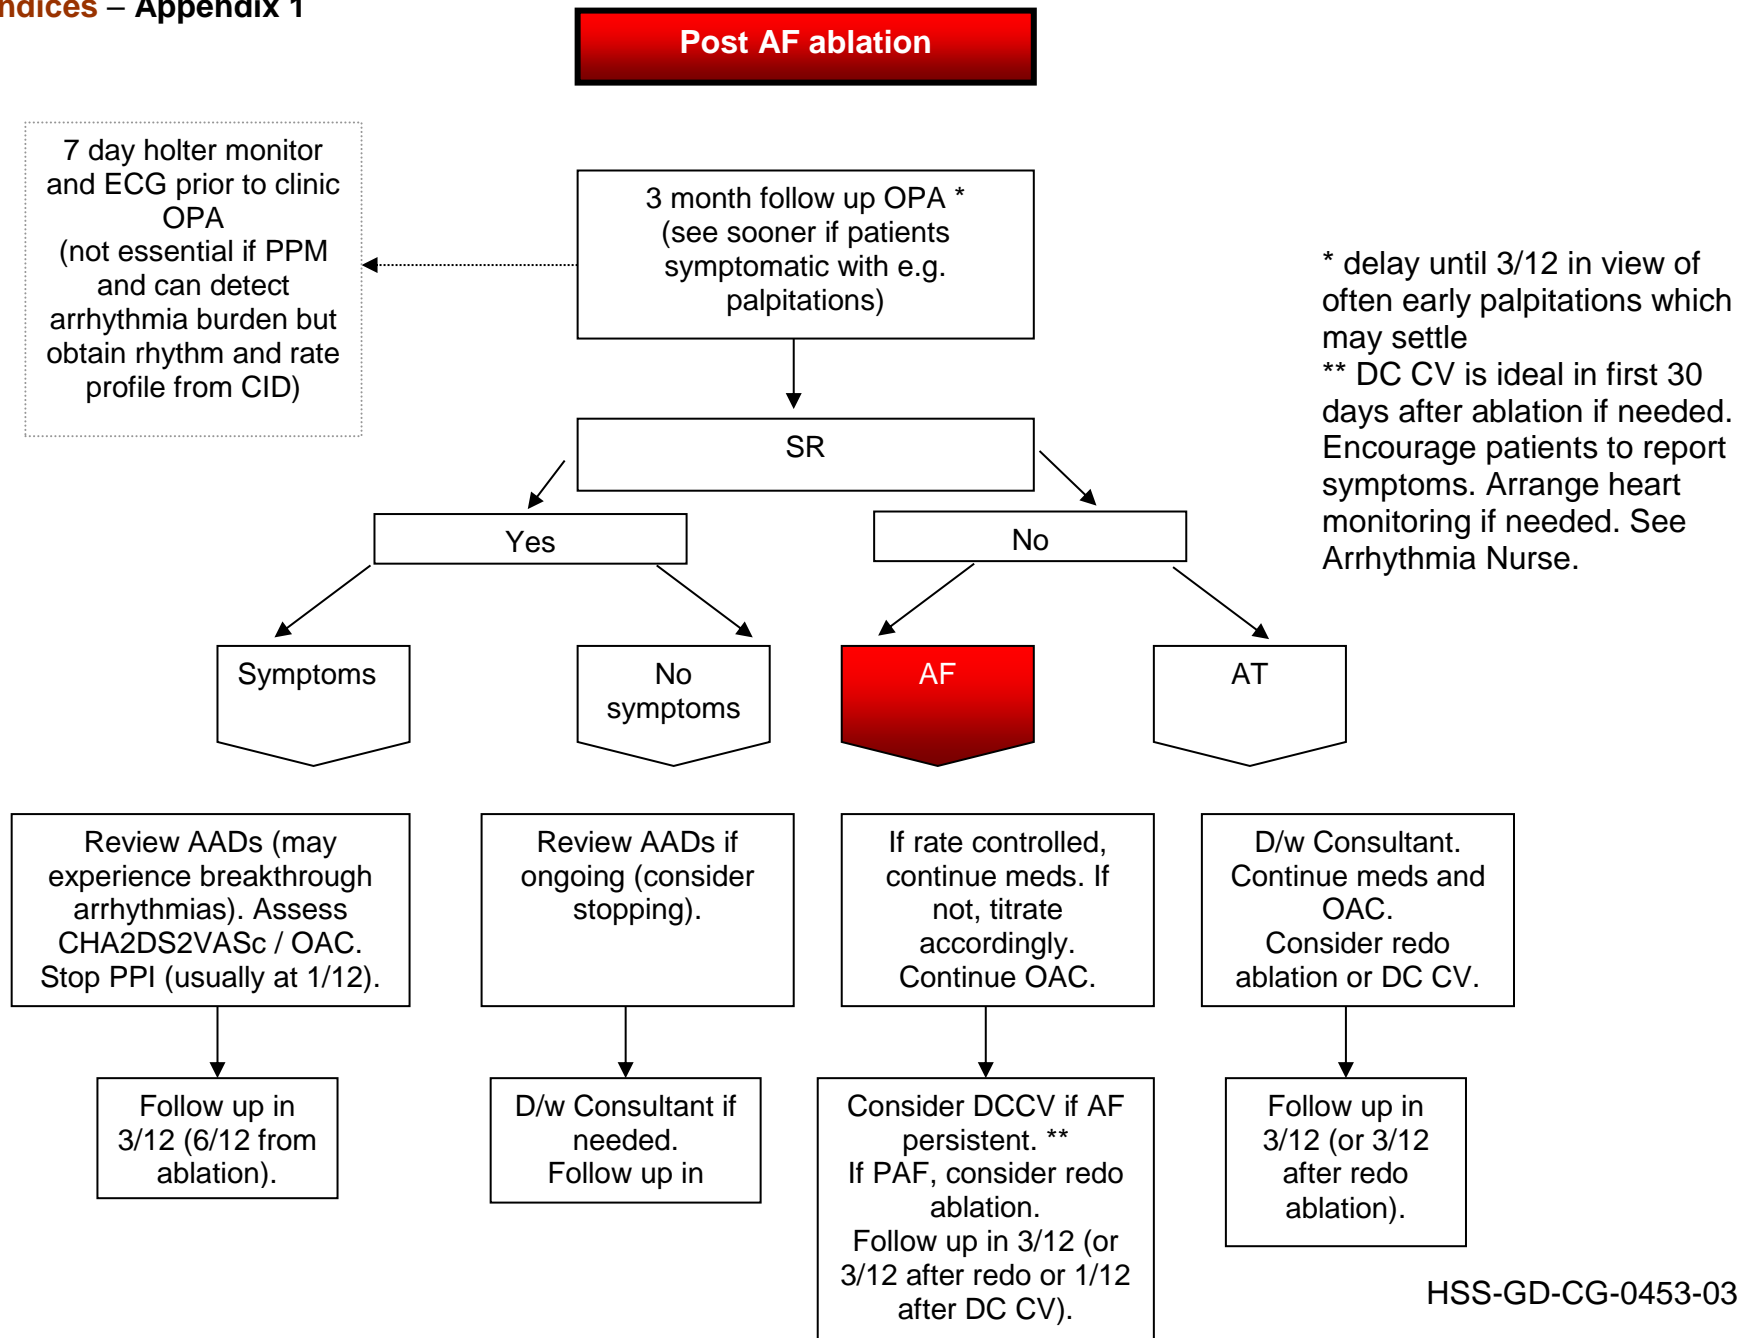 ndices – Appendix 1
Post AF ablation
7 day holter monitor
and ECG prior to clinic
OPA
(not essential if PPM
and can detect
arrhythmia burden but
obtain rhythm and rate
profile from CID)
3 month follow up OPA *
(see sooner if patients
symptomatic with e.g.
palpitations)
* delay until 3/12 in view of
often early palpitations which
may settle
** DC CV is ideal in first 30
days after ablation if needed.
Encourage patients to report
symptoms. Arrange heart
monitoring if needed. See
Arrhythmia Nurse.
SR
Yes
No
Symptoms
No
symptoms
AF
AT
Review AADs (may
experience breakthrough
arrhythmias). Assess
CHA2DS2VASc / OAC.
Stop PPI (usually at 1/12).
Review AADs if
ongoing (consider
stopping).
If rate controlled,
continue meds. If
not, titrate
accordingly.
Continue OAC.
D/w Consultant.
Continue meds and
OAC.
Consider redo
ablation or DC CV.
Follow up in
3/12 (6/12 from
ablation).
D/w Consultant if
needed.
Follow up in
Consider DCCV if AF
persistent. **
If PAF, consider redo
ablation.
Follow up in 3/12 (or
3/12 after redo or 1/12
after DC CV).
Follow up in
3/12 (or 3/12
after redo
ablation).
HSS-GD-CG-0453-03